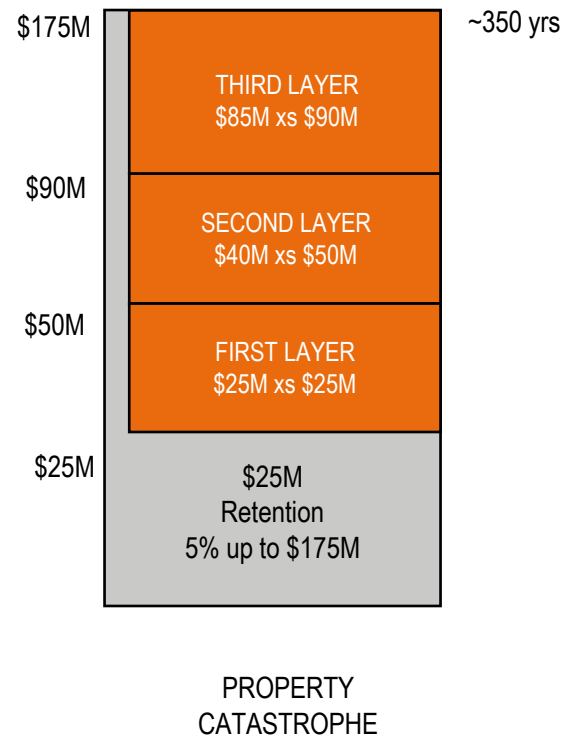 $175M
~350 yrs
THIRD LAYER
$85M xs $90M
$90M
SECOND LAYER
$40M xs $50M
$50M
FIRST LAYER
$25M xs $25M
$25M
$25M
Retention
5% up to $175M
PROPERTY
CATASTROPHE